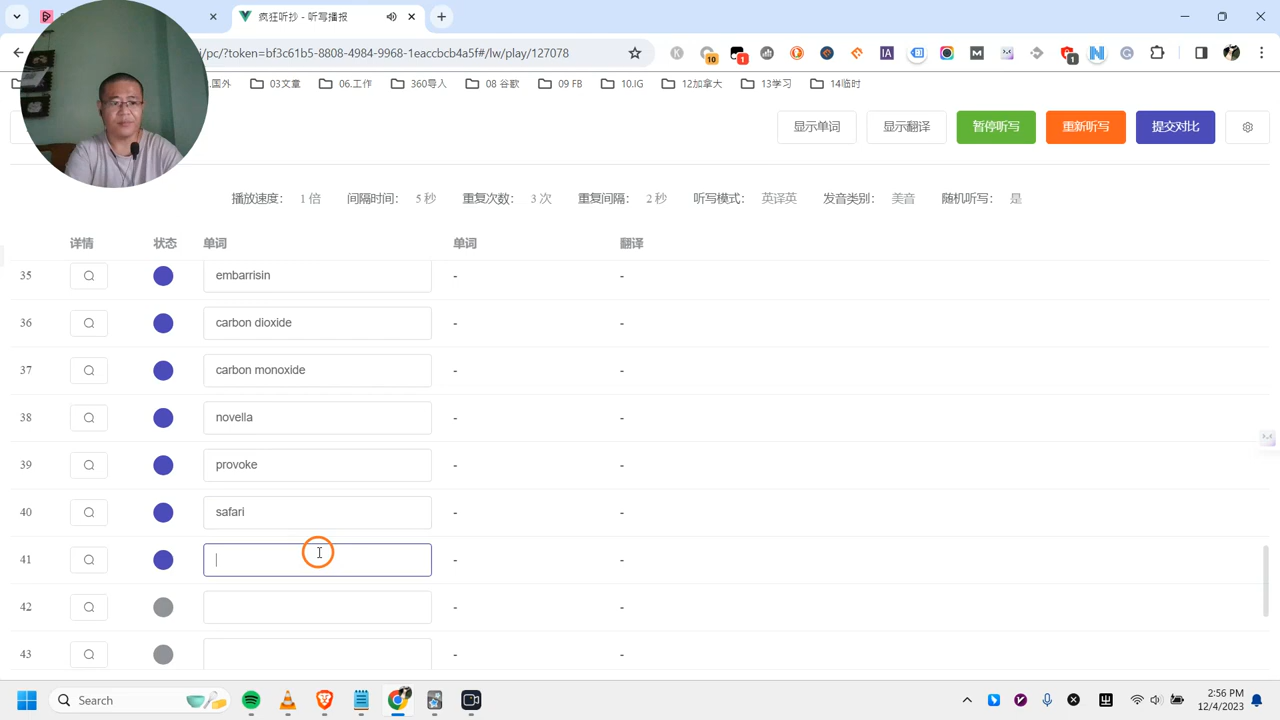 疯狂听抄 - 听写播报
i/pc/?token=bf3c61b5-8808-4984-9968-1eaccbcb4a5f#/lw/play/127078
国外
03文章
06.工作
360导入
08 谷歌
09 FB
10.IG
12加拿大
13学习
14临时
显示单词
显示翻译
暂停听写
重新听写
提交对比
播放速度： 1 倍 间隔时间： 5 秒 重复次数： 3 次 重复间隔： 2 秒 听写模式： 英译英 发音类别： 美音 随机听写： 是
详情 状态 单词 单词 翻译
35 embarrisin - -
36 carbon dioxide - -
37 carbon monoxide - -
38 novella - -
39 provoke - -
40 safari - -
41 - -
42 - -
43 - -
Search
2:56 PM
12/4/2023